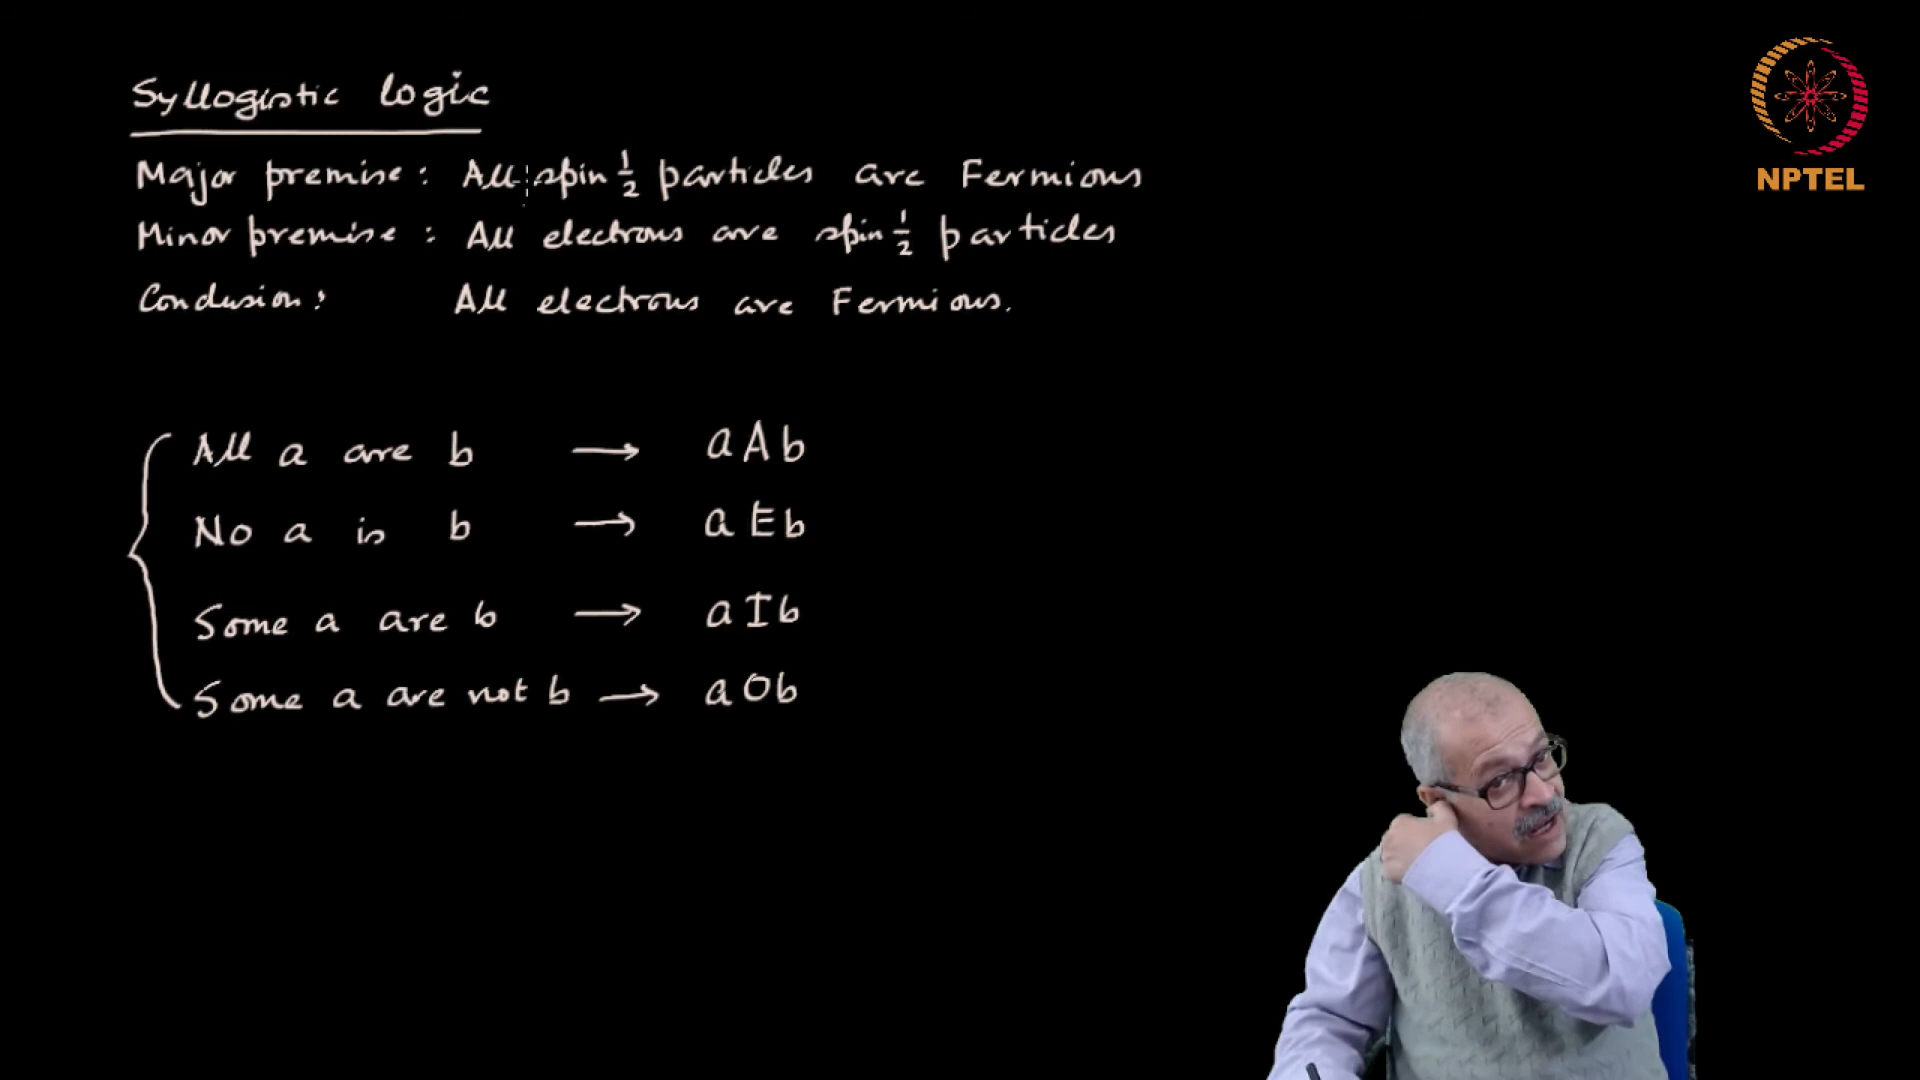 Syllogistic logic
NPTEL
Major premise: All spin 1/2 particles are Fermions
Minor premise: All electrons are spin 1/2 particles
Conclusion: All electrons are Fermions.
All a are b → aAb
No a is b → aEb
Some a are b → aIb
Some a are not b → aOb